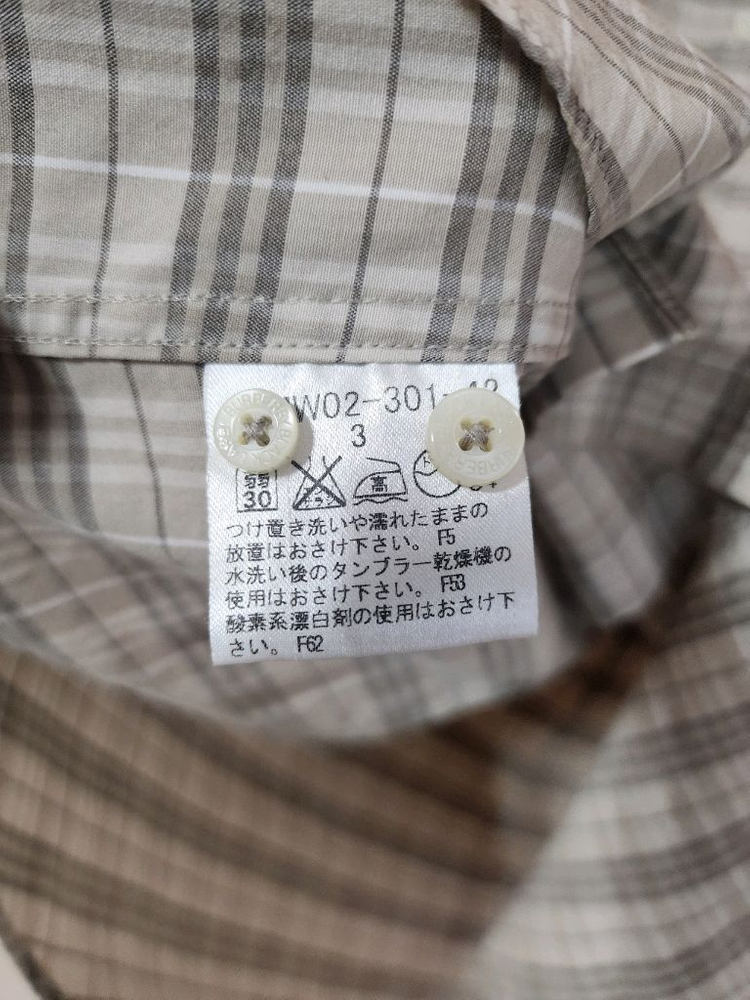 W02-301-42
3
弱
30
高
つけ置き洗いや濡れたままの
放置はおさけ下さい。 F5
水洗い後のタンブラー乾燥機の
使用はおさけ下さい。 F53
酸素系漂白剤の使用はおさけ下
さい。 F62